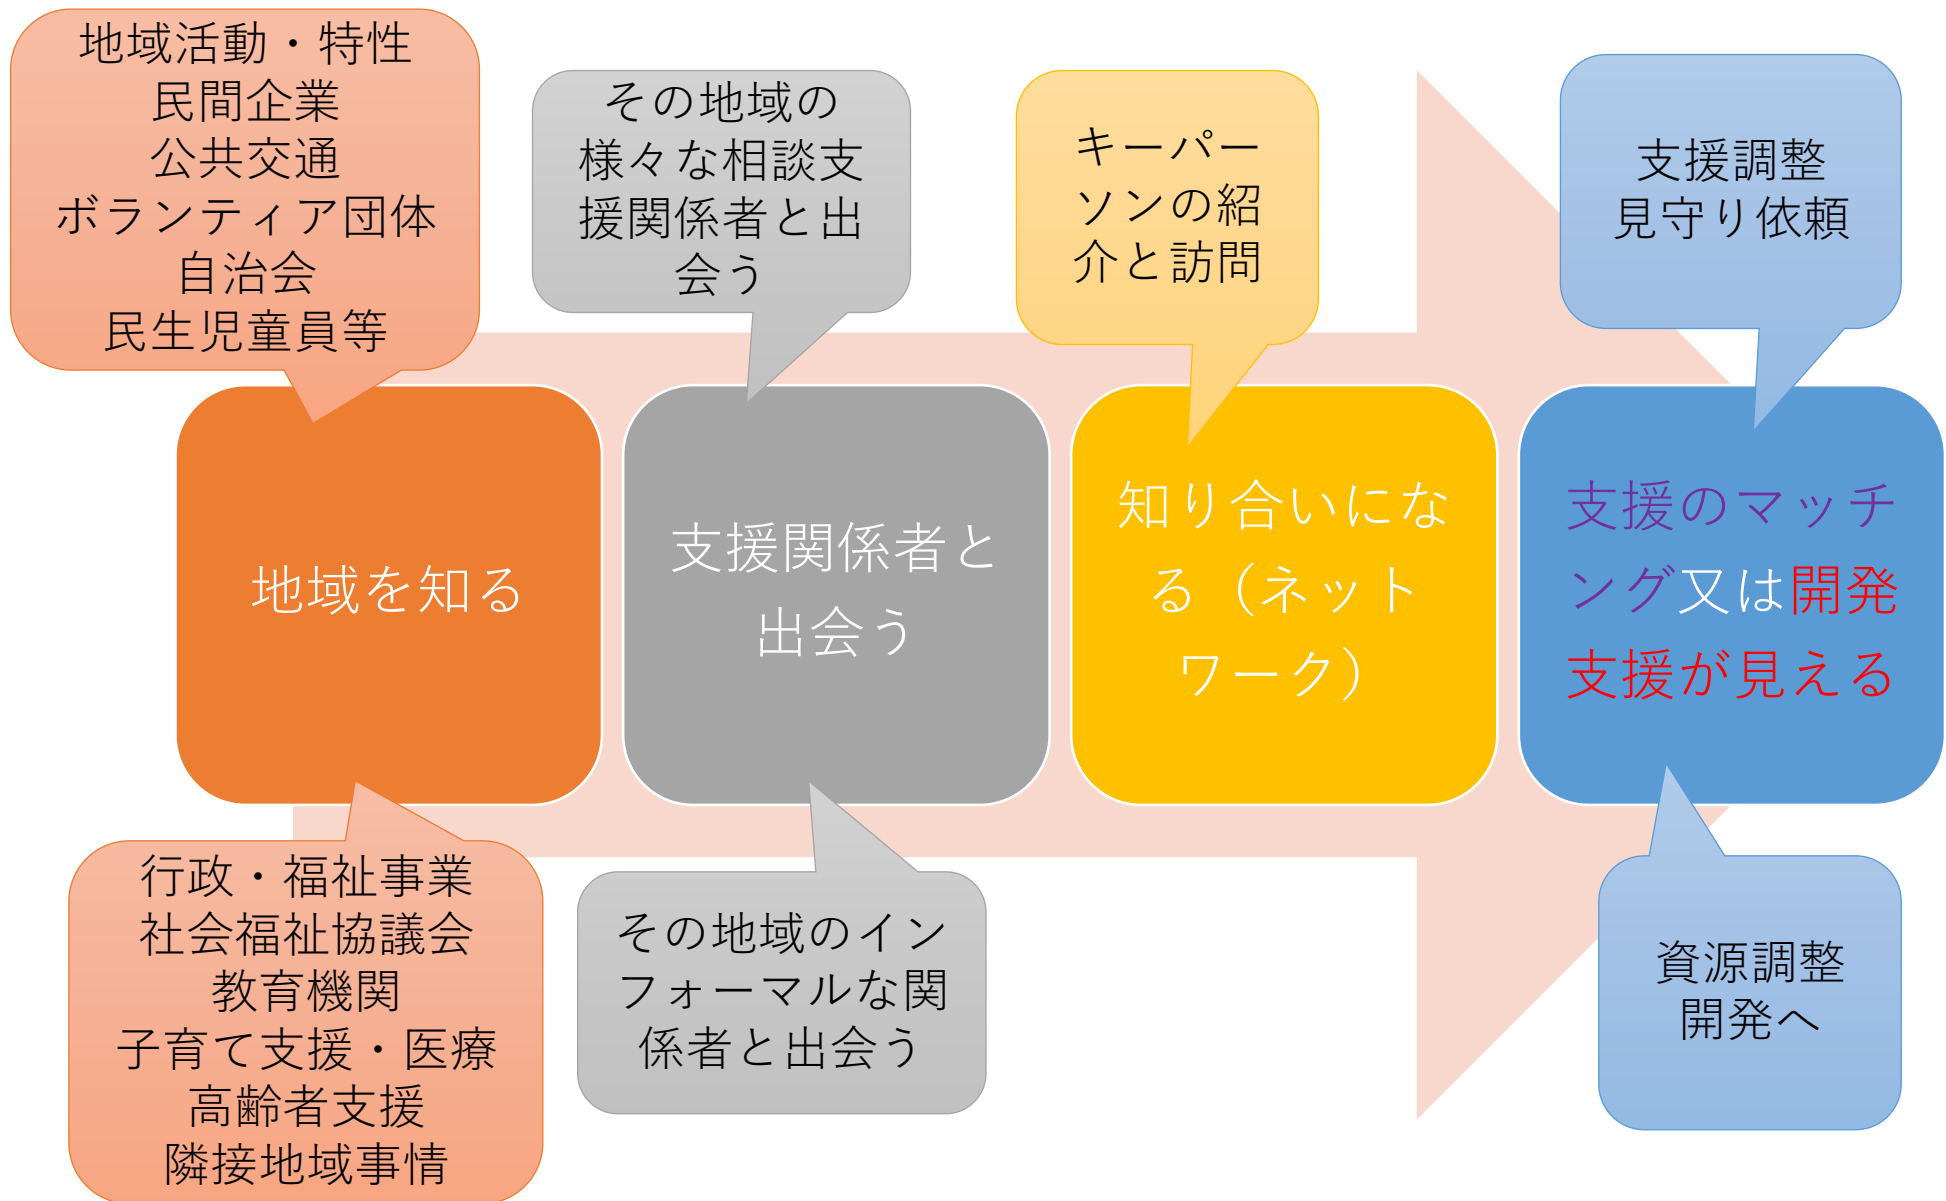 地域活動・特性
民間企業
公共交通
ボランティア団体
自治会
民生児童員等
その地域の
様々な相談支
援関係者と出
会う
キーパー
ソンの紹
介と訪問
支援調整
見守り依頼
地域を知る
支援関係者と
出会う
知り合いにな
る（ネット
ワーク）
支援のマッチ
ング又は開発
支援が見える
行政・福祉事業
社会福祉協議会
教育機関
子育て支援・医療
高齢者支援
隣接地域事情
その地域のイン
フォーマルな関
係者と出会う
資源調整
開発へ